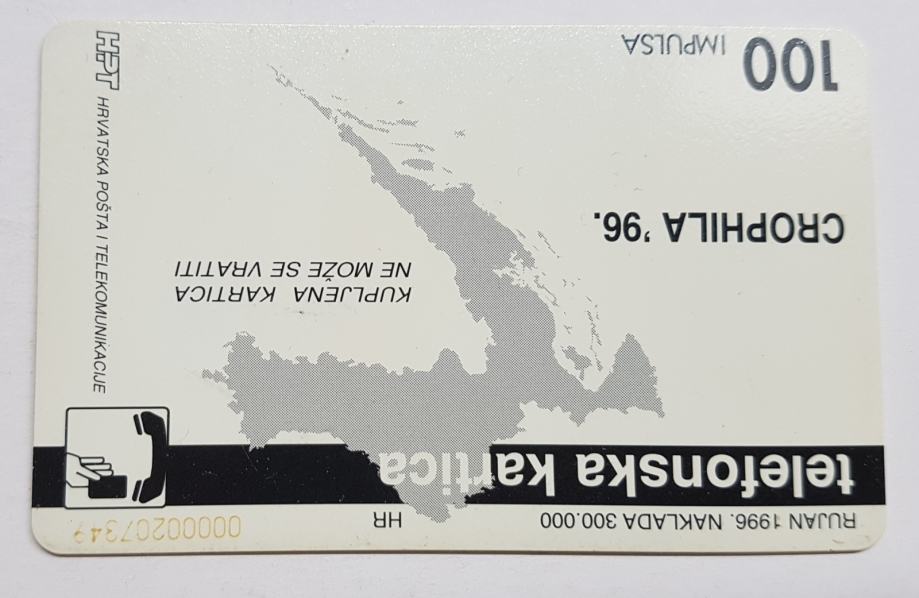 RUJAN 1996. NAKLADA 300.000
HR
telefonska kartica
KUPLJENA KARTICA
NE MOŽE SE VRATITI
CROPHILA '96.
100 IMPULSA
HPT HRVATSKA POŠTA I TELEKOMUNIKACIJE